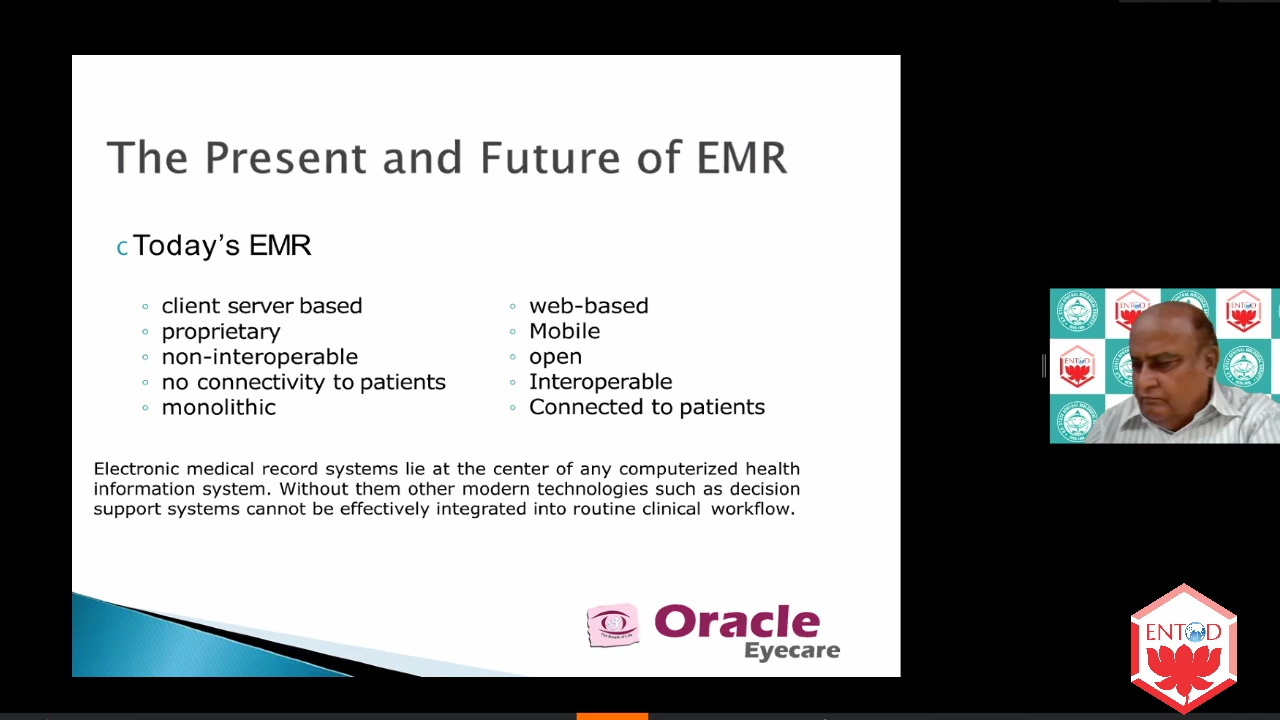 The Present and Future of EMR
c Today's EMR
◦ client server based
◦ proprietary
◦ non-interoperable
◦ no connectivity to patients
◦ monolithic
◦ web-based
◦ Mobile
◦ open
◦ Interoperable
◦ Connected to patients
Electronic medical record systems lie at the center of any computerized health
information system. Without them other modern technologies such as decision
support systems cannot be effectively integrated into routine clinical workflow.
Oracle
Eyecare
ENTOD
ENTOD